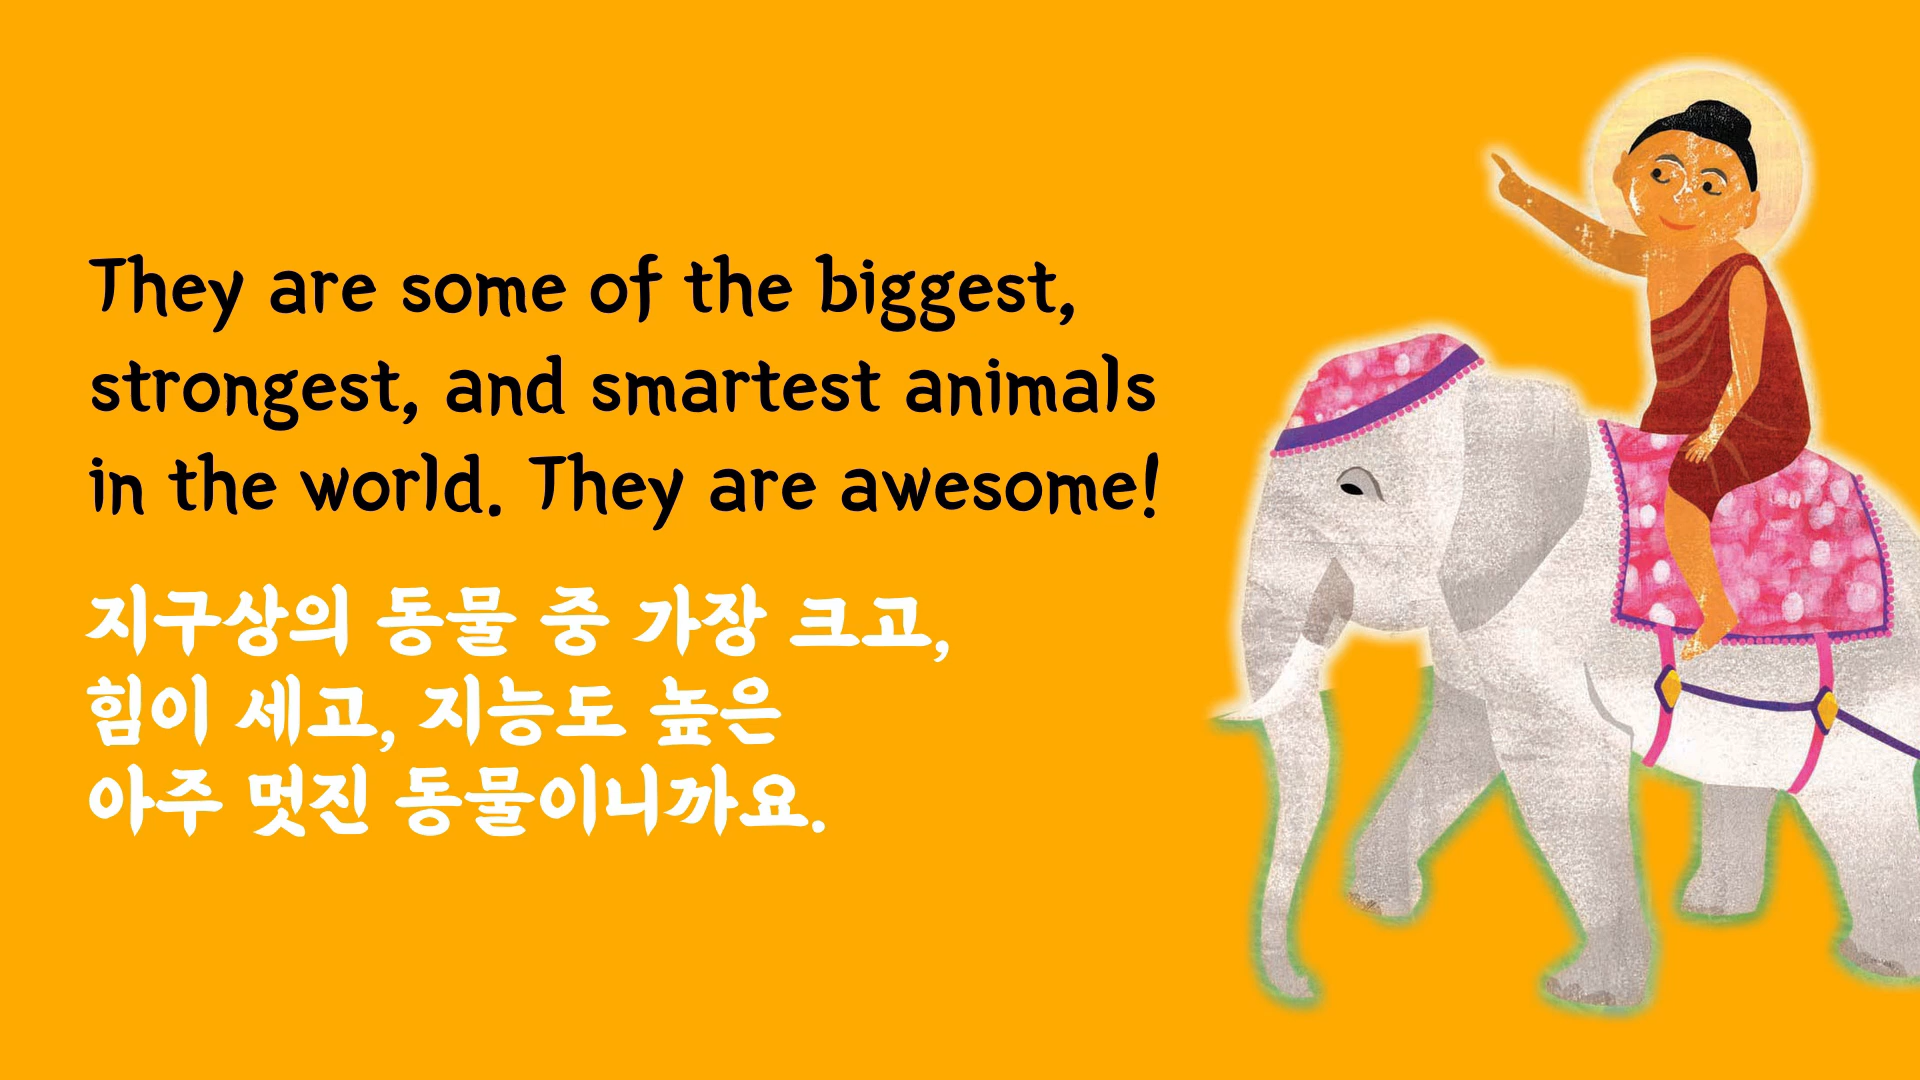 They are some of the biggest,
strongest, and smartest animals
in the world. They are awesome!
지구상의 동물 중 가장 크고,
힘이 세고, 지능도 높은
아주 멋진 동물이니까요.